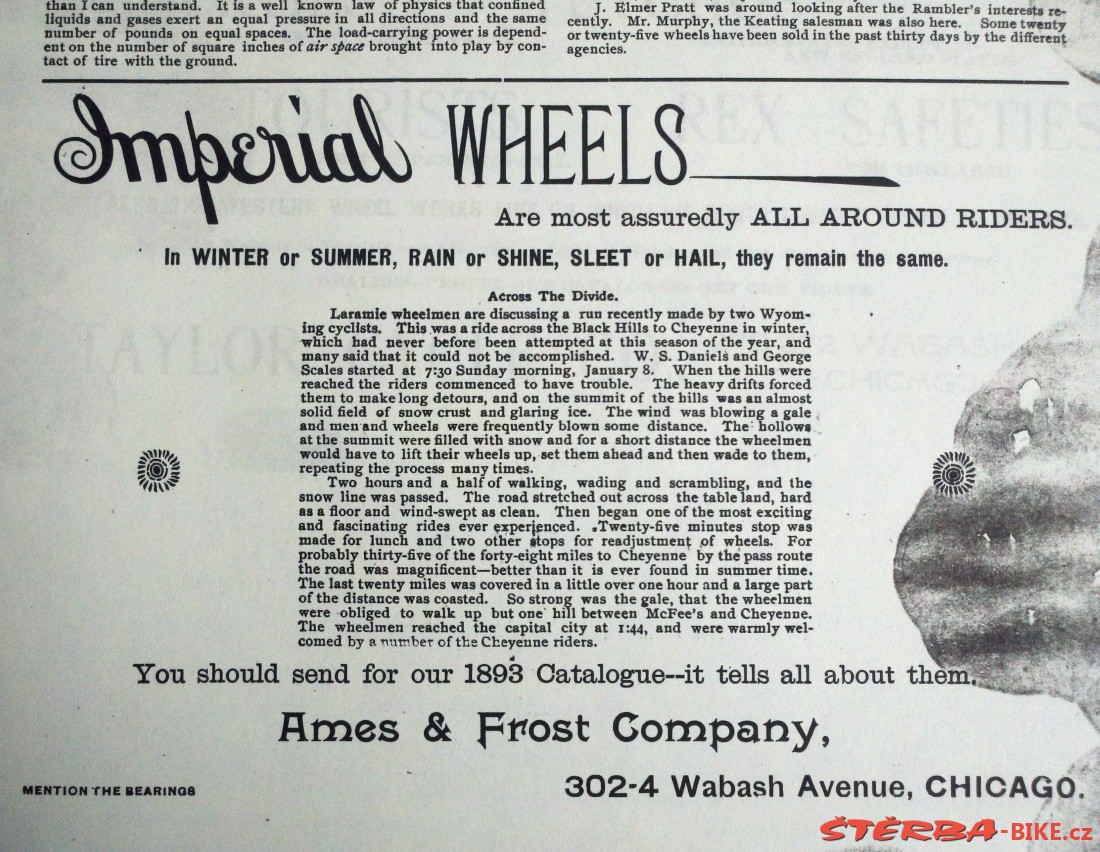 than I can understand. It is a well known law of physics that confined
liquids and gases exert an equal pressure in all directions and the same
number of pounds on equal spaces. The load-carrying power is depend-
ent on the number of square inches of air space brought into play by con-
tact of tire with the ground.
J. Elmer Pratt was around looking after the Rambler's interests re-
cently. Mr. Murphy, the Keating salesman was also here. Some twenty
or twenty-five wheels have been sold in the past thirty days by the different
agencies.
Imperial WHEELS
Are most assuredly ALL AROUND RIDERS.
In WINTER or SUMMER, RAIN or SHINE, SLEET or HAIL, they remain the same.
Across The Divide.
Laramie wheelmen are discussing a run recently made by two Wyom-
ing cyclists. This was a ride across the Black Hills to Cheyenne in winter,
which had never before been attempted at this season of the year, and
many said that it could not be accomplished. W. S. Daniels and George
Scales started at 7:30 Sunday morning, January 8. When the hills were
reached the riders commenced to have trouble. The heavy drifts forced
them to make long detours, and on the summit of the hills was an almost
solid field of snow crust and glaring ice. The wind was blowing a gale
and men and wheels were frequently blown some distance. The hollows
at the summit were filled with snow and for a short distance the wheelmen
would have to lift their wheels up, set them ahead and then wade to them,
repeating the process many times.
Two hours and a half of walking, wading and scrambling, and the
snow line was passed. The road stretched out across the table land, hard
as a floor and wind-swept as clean. Then began one of the most exciting
and fascinating rides ever experienced. Twenty-five minutes stop was
made for lunch and two other stops for readjustment of wheels. For
probably thirty-five of the forty-eight miles to Cheyenne by the pass route
the road was magnificent—better than it is ever found in summer time.
The last twenty miles was covered in a little over one hour and a large part
of the distance was coasted. So strong was the gale, that the wheelmen
were obliged to walk up but one hill between McFee's and Cheyenne.
The wheelmen reached the capital city at 1:44, and were warmly wel-
comed by a number of the Cheyenne riders.
You should send for our 1893 Catalogue--it tells all about them.
Ames & Frost Company,
302-4 Wabash Avenue, CHICAGO.
MENTION THE BEARINGS
ŠTĚRBA-BIKE.cz